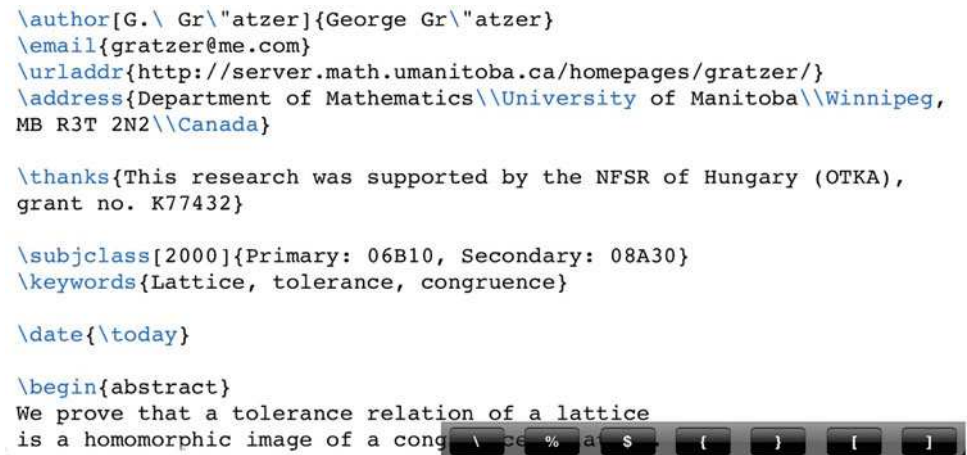 \author[G.\ Gr\"atzer]{George Gr\"atzer}
\email{gratzer@me.com}
\urladdr{http://server.math.umanitoba.ca/homepages/gratzer/}
\address{Department of Mathematics\\University of Manitoba\\Winnipeg,
MB R3T 2N2\\Canada}
\thanks{This research was supported by the NFSR of Hungary (OTKA),
grant no. K77432}
\subjclass[2000]{Primary: 06B10, Secondary: 08A30}
\keywords{Lattice, tolerance, congruence}
\date{\today}
\begin{abstract}
We prove that a tolerance relation of a lattice
is a homomorphic image of a
\ % $ { } [ ]